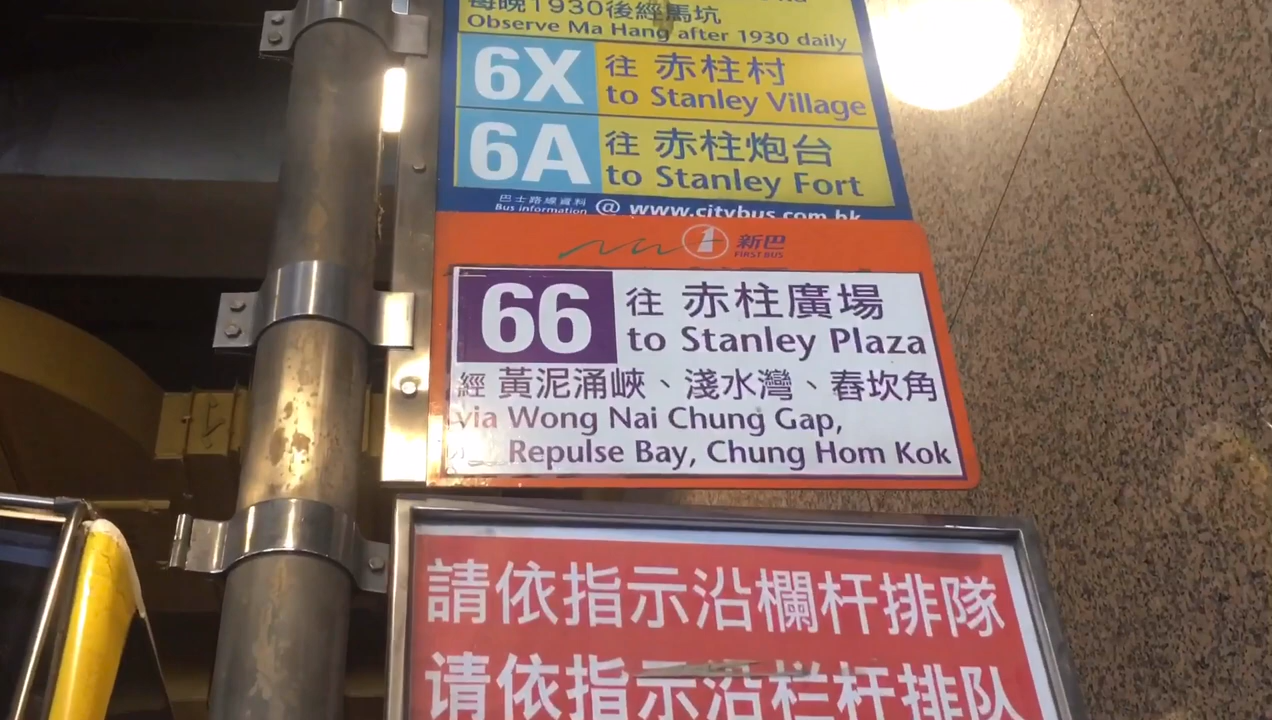 每晚1930後經馬坑
Observe Ma Hang after 1930 daily
6X 往 赤柱村
to Stanley Village
6A 往 赤柱炮台
to Stanley Fort
巴士路線資料
Bus information @ www.citybus.com.hk
1 新巴
FIRST BUS
66 往 赤柱廣場
to Stanley Plaza
經 黃泥涌峽、淺水灣、舂坎角
via Wong Nai Chung Gap,
Repulse Bay, Chung Hom Kok
請依指示沿欄杆排隊
请依指示沿栏杆排队